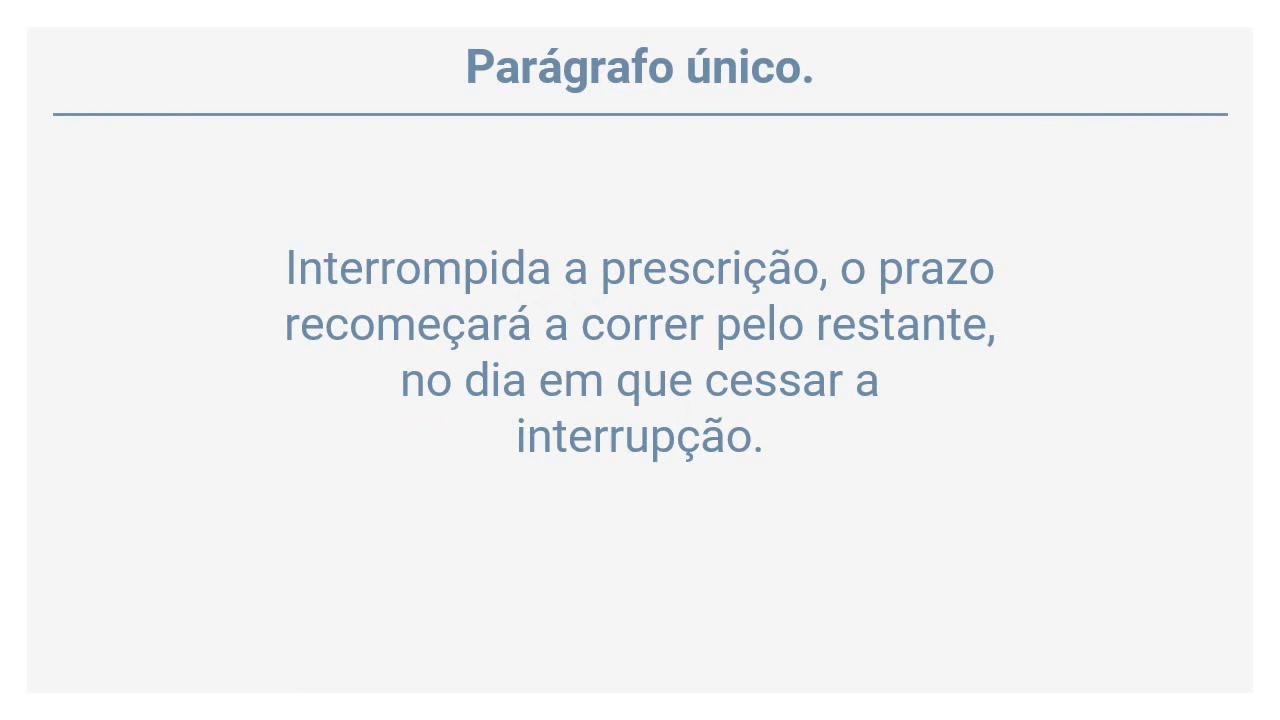 Parágrafo único.
Interrompida a prescrição, o prazo
recomeçará a correr pelo restante,
no dia em que cessar a
interrupção.